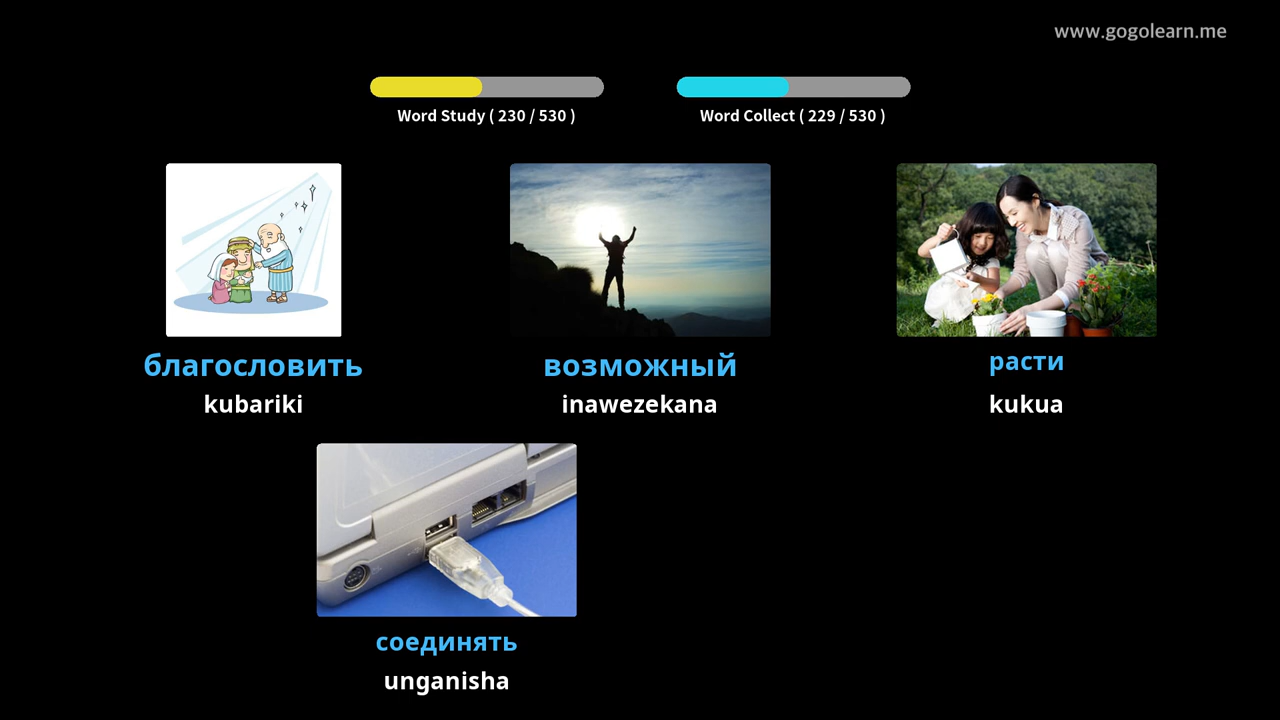 www.gogolearn.me
Word Study ( 230 / 530 )
Word Collect ( 229 / 530 )
благословить
kubariki
возможный
inawezekana
расти
kukua
соединять
unganisha